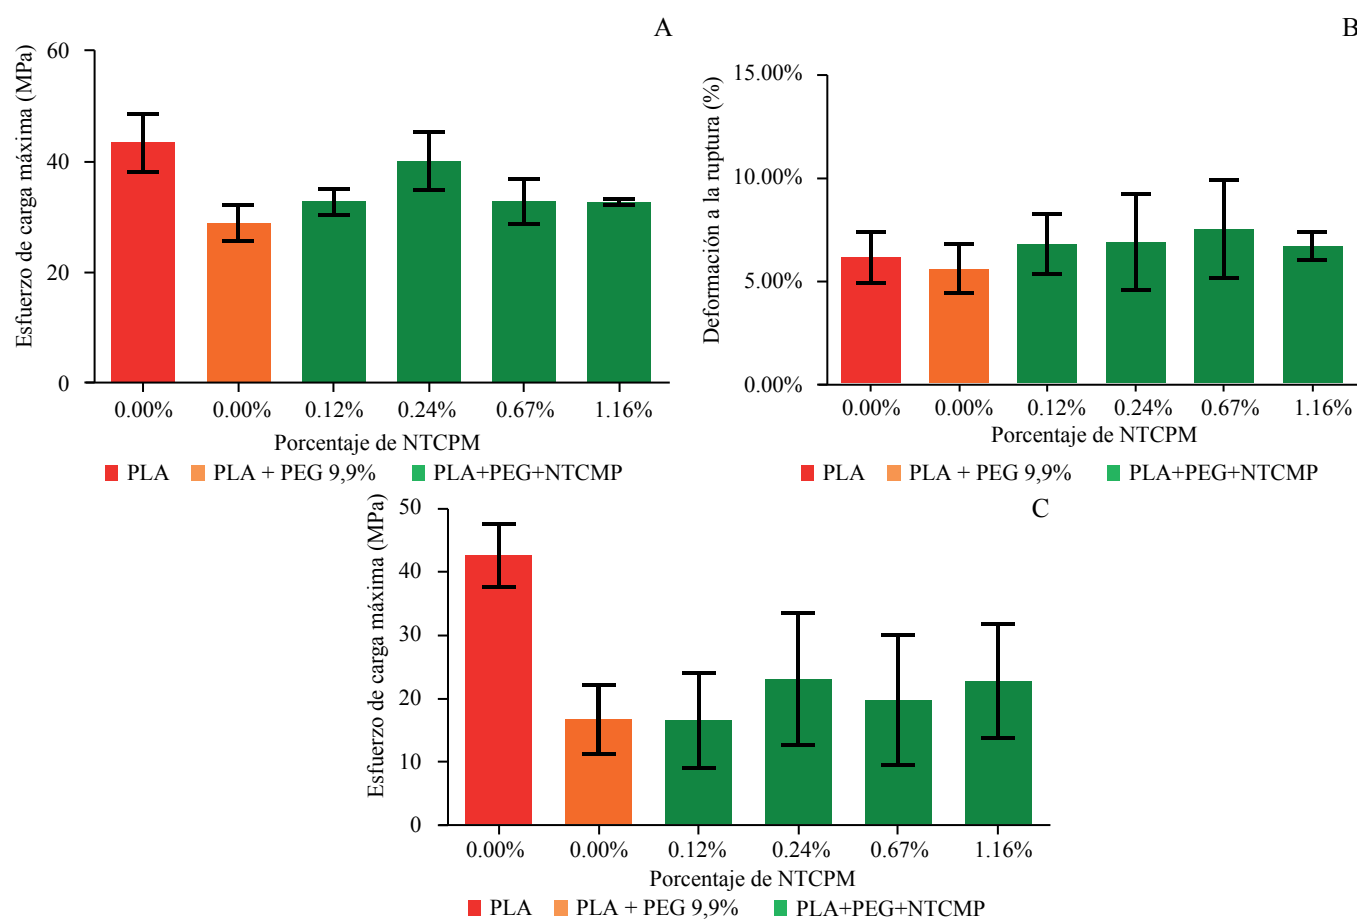 A
Esfuerzo de carga máxima (MPa)
60
40
20
0
0.00% 0.00% 0.12% 0.24% 0.67% 1.16%
Porcentaje de NTCPM
PLA PLA + PEG 9,9% PLA+PEG+NTCMP
B
Deformación a la ruptura (%)
15.00%
10.00%
5.00%
0.00%
0.00% 0.00% 0.12% 0.24% 0.67% 1.16%
Porcentaje de NTCPM
PLA PLA + PEG 9,9% PLA+PEG+NTCMP
C
Esfuerzo de carga máxima (MPa)
50
40
30
20
10
0
0.00% 0.00% 0.12% 0.24% 0.67% 1.16%
Porcentaje de NTCPM
PLA PLA + PEG 9,9% PLA+PEG+NTCMP